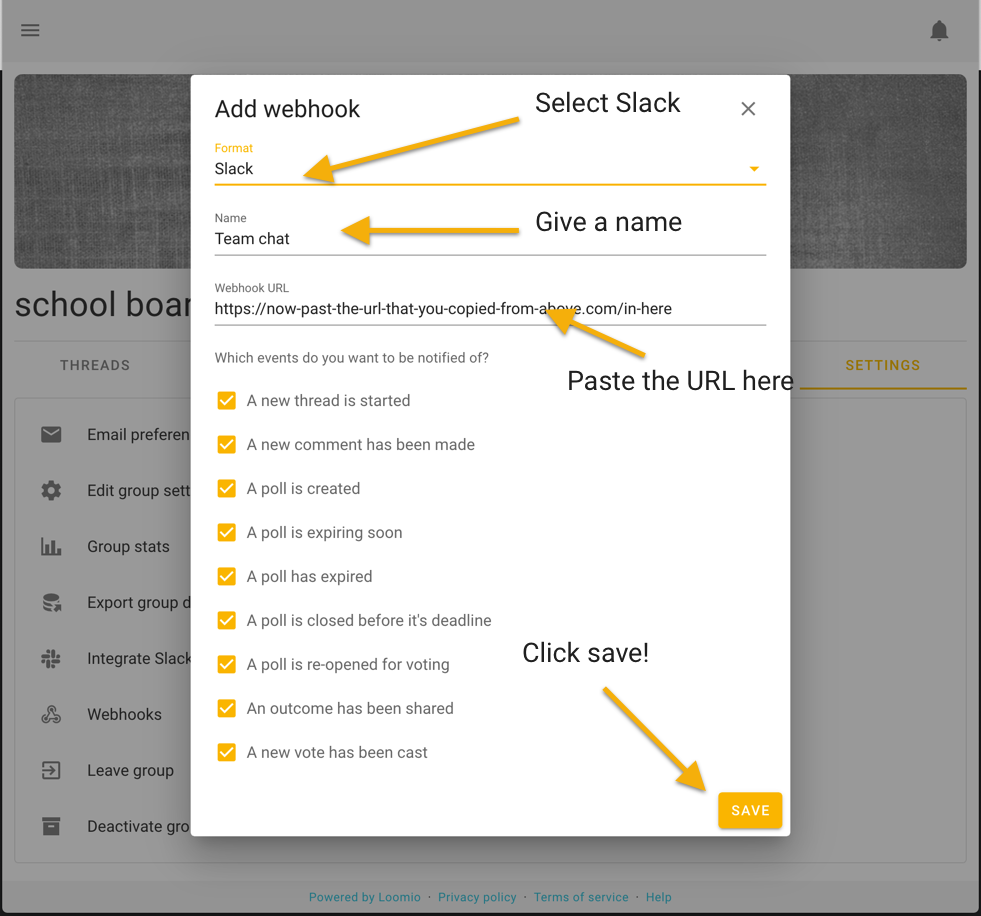 Add webhook
Select Slack
Format
Slack
Name
Team chat
Give a name
Webhook URL
https://now-past-the-url-that-you-copied-from-above.com/in-here
Which events do you want to be notified of?
Paste the URL here
school boar
THREADS
SETTINGS
A new thread is started
A new comment has been made
A poll is created
A poll is expiring soon
A poll has expired
A poll is closed before it's deadline
A poll is re-opened for voting
An outcome has been shared
A new vote has been cast
Click save!
SAVE
Email preferen
Edit group sett
Group stats
Export group d
Integrate Slack
Webhooks
Leave group
Deactivate gro
Powered by Loomio · Privacy policy · Terms of service · Help